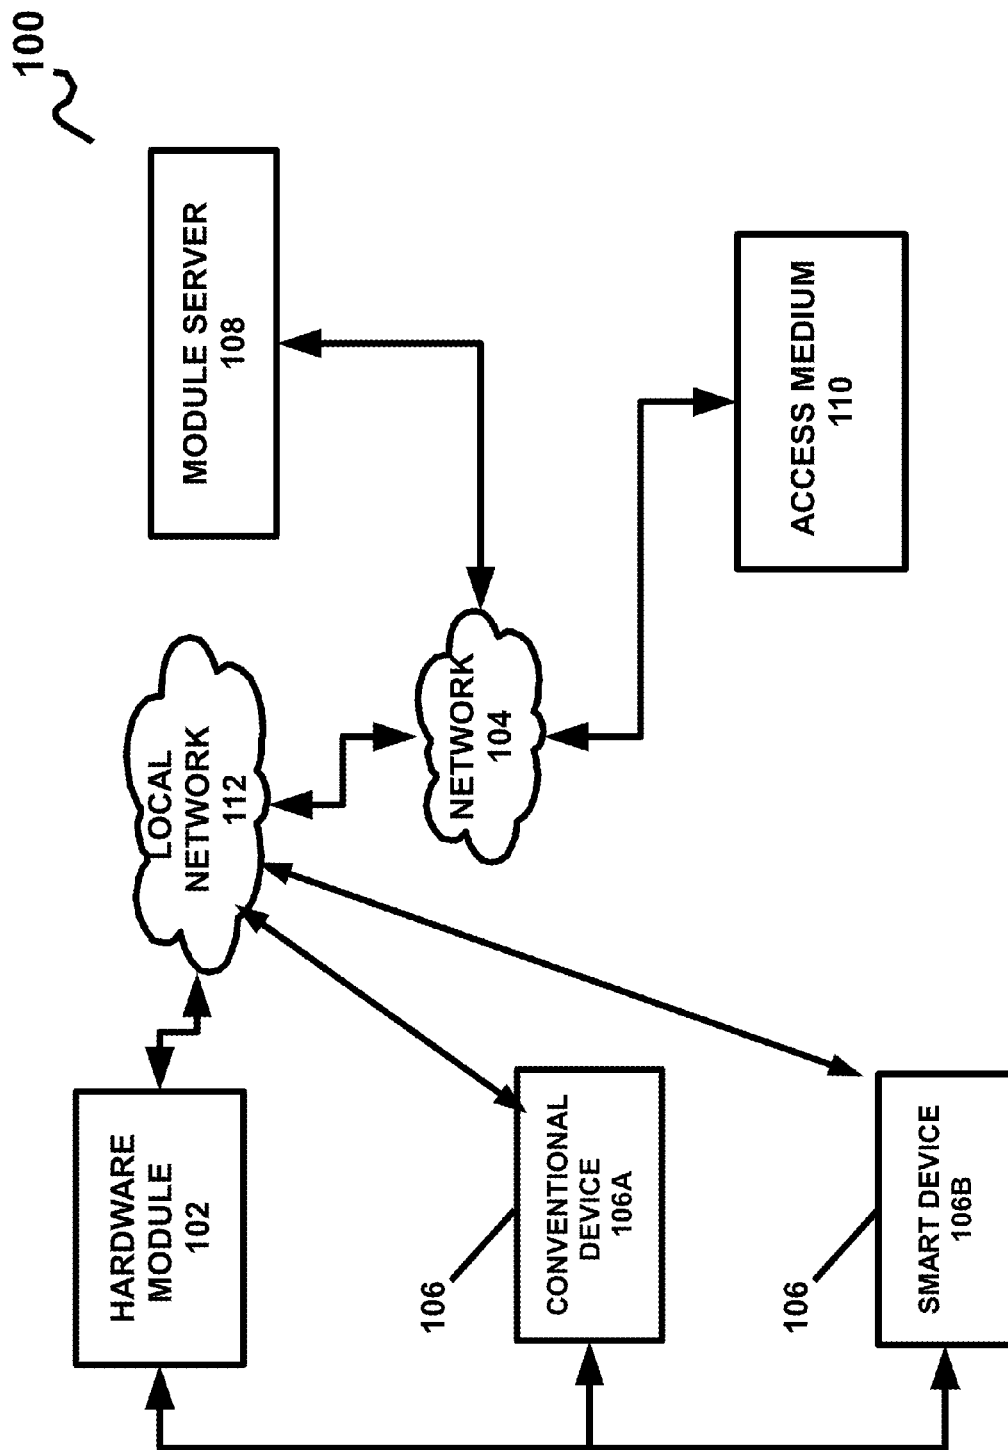 100
HARDWARE
MODULE
102
LOCAL
NETWORK
112
MODULE SERVER
108
106
CONVENTIONAL
DEVICE
106A
NETWORK
104
106
SMART DEVICE
106B
ACCESS MEDIUM
110